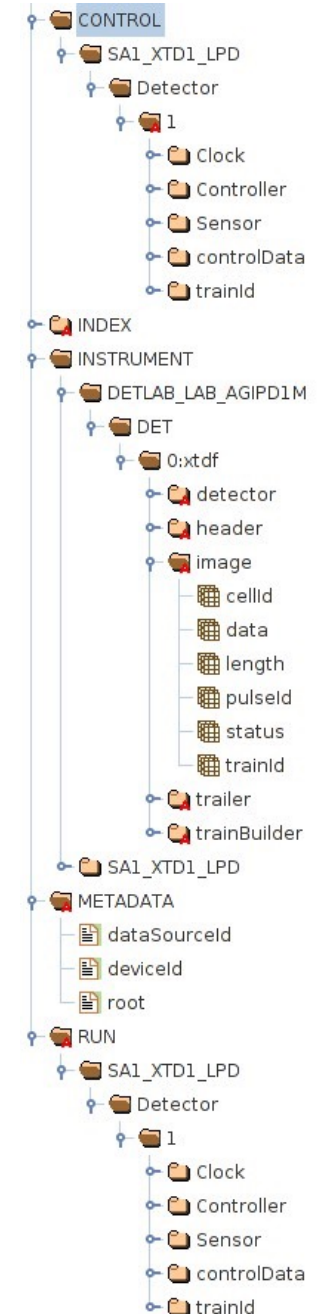 CONTROL
SA1_XTD1_LPD
Detector
1
Clock
Controller
Sensor
controlData
trainId
INDEX
INSTRUMENT
DETLAB_LAB_AGIPD1M
DET
0:xtdf
detector
header
image
cellId
data
length
pulseId
status
trainId
trailer
trainBuilder
SA1_XTD1_LPD
METADATA
dataSourceId
deviceId
root
RUN
SA1_XTD1_LPD
Detector
1
Clock
Controller
Sensor
controlData
trainId